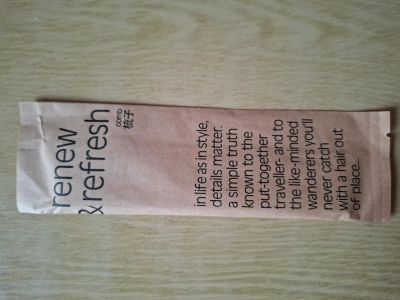 renew
& refresh
comb
梳子
in life as in style,
details matter.
a simple truth
known to the
put-together
traveller- and to
the like-minded
wanderers you'll
never catch
with a hair out
of place...